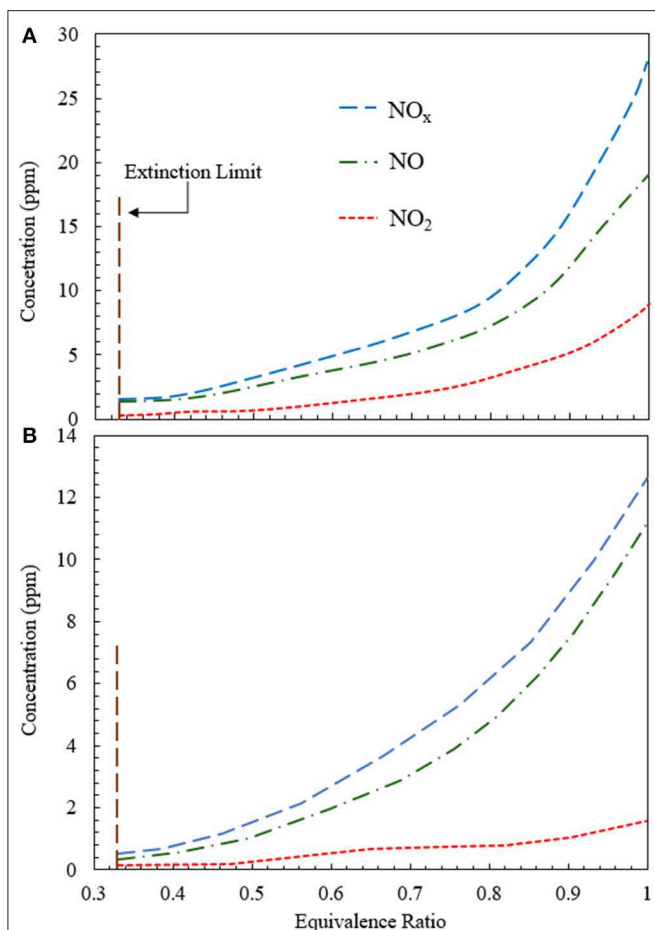 A
30
25
20
15
10
5
0
Concetration (ppm)
Extinction Limit
NOx
NO
NO2
B
14
12
10
8
6
4
2
0
Concentration (ppm)
0.3 0.4 0.5 0.6 0.7 0.8 0.9 1
Equivalence Ratio